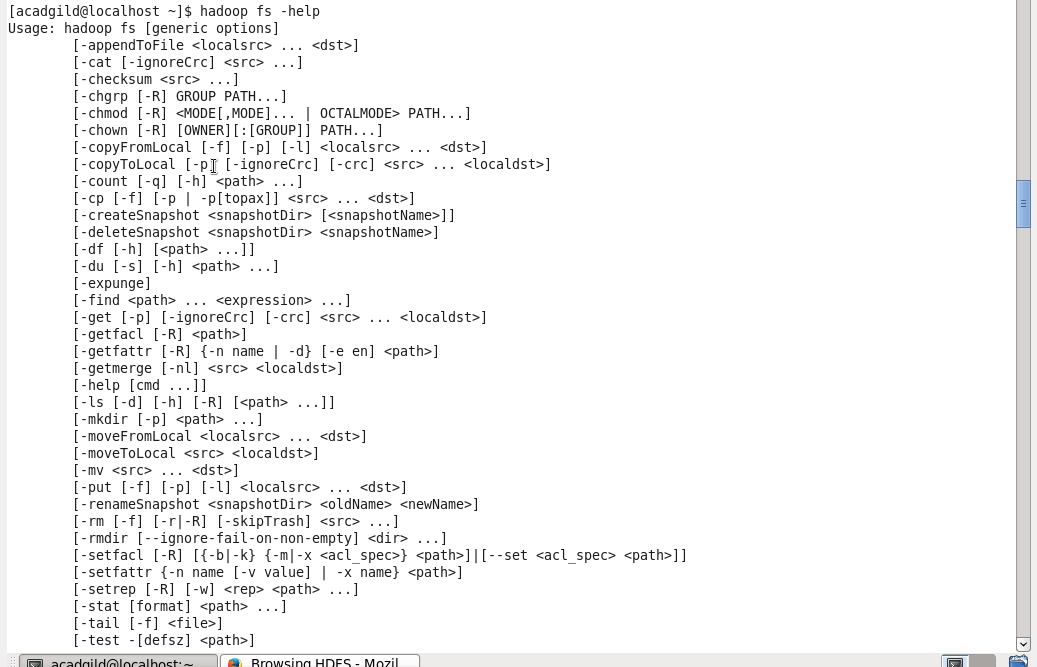 [acadgild@localhost ~]$ hadoop fs -help
Usage: hadoop fs [generic options]
[-appendToFile <localsrc> ... <dst>]
[-cat [-ignoreCrc] <src> ...]
[-checksum <src> ...]
[-chgrp [-R] GROUP PATH...]
[-chmod [-R] <MODE[,MODE]... | OCTALMODE> PATH...]
[-chown [-R] [OWNER][:[GROUP]] PATH...]
[-copyFromLocal [-f] [-p] [-l] <localsrc> ... <dst>]
[-copyToLocal [-p] [-ignoreCrc] [-crc] <src> ... <localdst>]
[-count [-q] [-h] <path> ...]
[-cp [-f] [-p | -p[topax]] <src> ... <dst>]
[-createSnapshot <snapshotDir> [<snapshotName>]]
[-deleteSnapshot <snapshotDir> <snapshotName>]
[-df [-h] [<path> ...]]
[-du [-s] [-h] <path> ...]
[-expunge]
[-find <path> ... <expression> ...]
[-get [-p] [-ignoreCrc] [-crc] <src> ... <localdst>]
[-getfacl [-R] <path>]
[-getfattr [-R] {-n name | -d} [-e en] <path>]
[-getmerge [-nl] <src> <localdst>]
[-help [cmd ...]]
[-ls [-d] [-h] [-R] [<path> ...]]
[-mkdir [-p] <path> ...]
[-moveFromLocal <localsrc> ... <dst>]
[-moveToLocal <src> <localdst>]
[-mv <src> ... <dst>]
[-put [-f] [-p] [-l] <localsrc> ... <dst>]
[-renameSnapshot <snapshotDir> <oldName> <newName>]
[-rm [-f] [-r|-R] [-skipTrash] <src> ...]
[-rmdir [--ignore-fail-on-non-empty] <dir> ...]
[-setfacl [-R] [{-b|-k} {-m|-x <acl_spec>} <path>]|[--set <acl_spec> <path>]]
[-setfattr {-n name [-v value] | -x name} <path>]
[-setrep [-R] [-w] <rep> <path> ...]
[-stat [format] <path> ...]
[-tail [-f] <file>]
[-test -[defsz] <path>]
acadgild@localhost:~ Browsing HDFS - Mozil